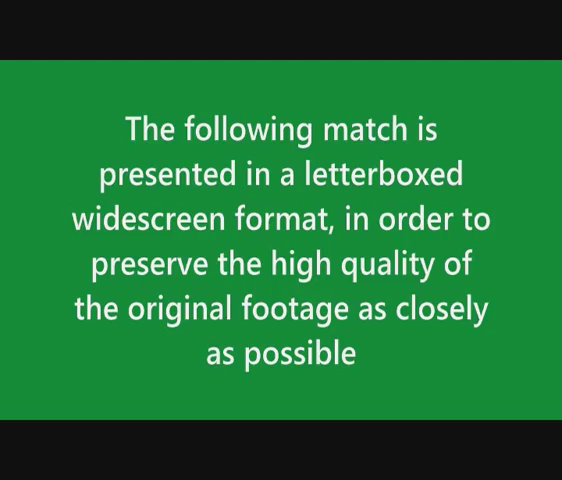 The following match is
presented in a letterboxed
widescreen format, in order to
preserve the high quality of
the original footage as closely
as possible